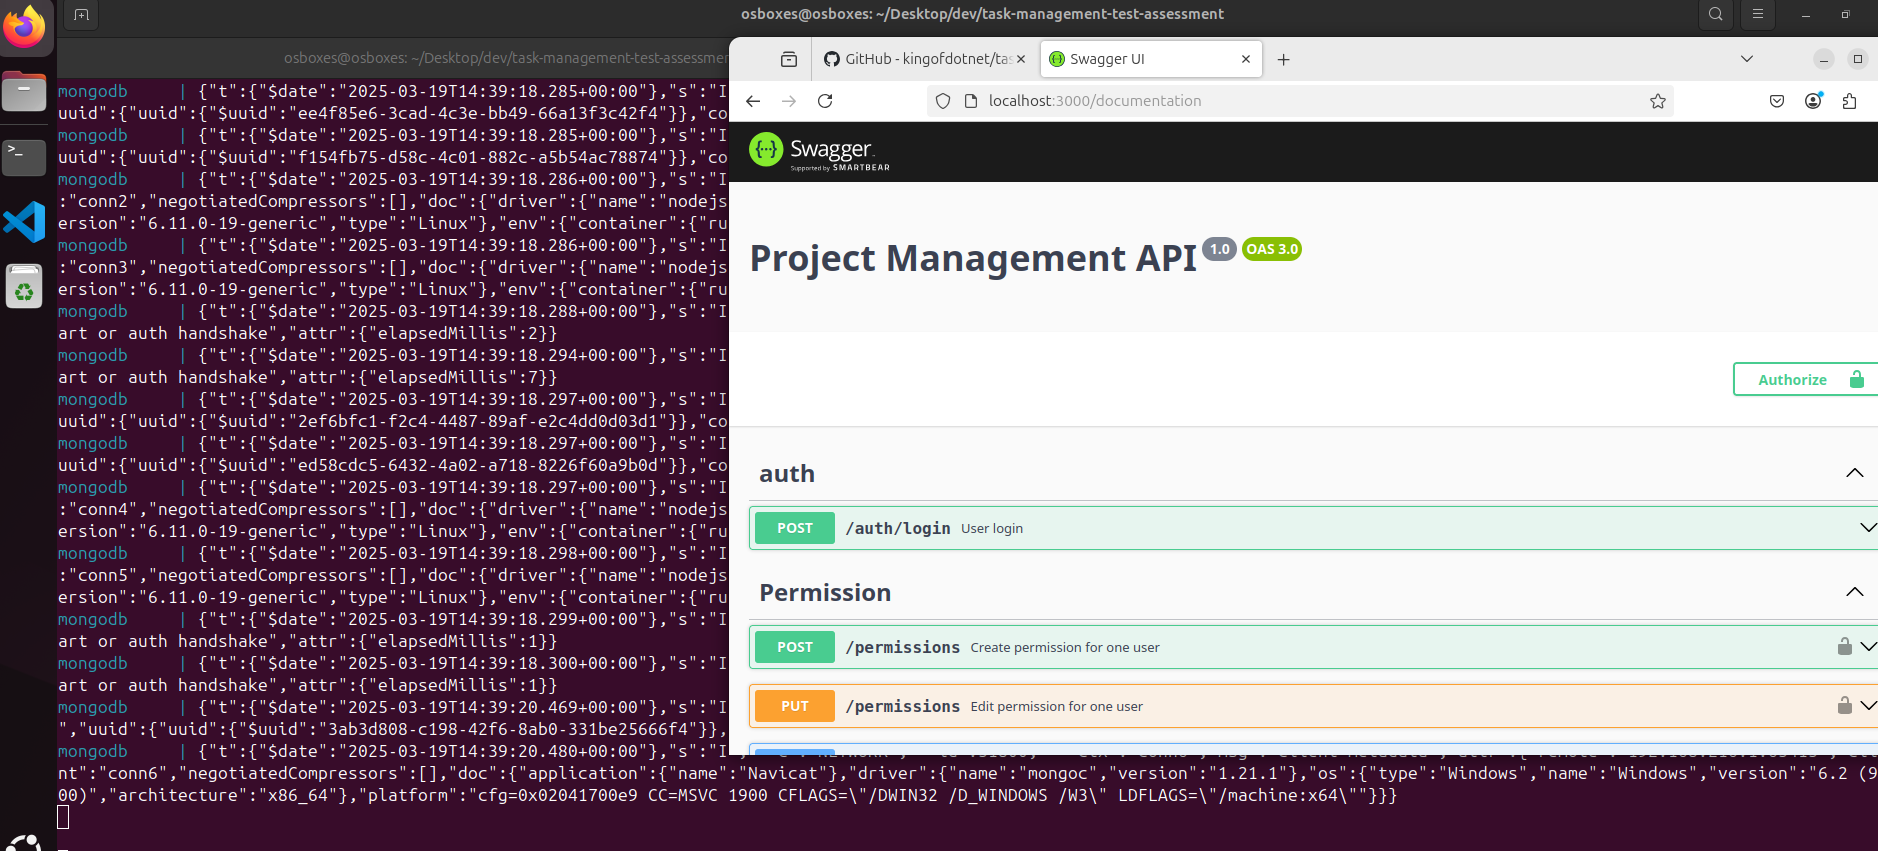 osboxes@osboxes: ~/Desktop/dev/task-management-test-assessment
osboxes@osboxes: ~/Desktop/dev/task-management-test-assessmen
mongodb | {"t":{"$date":"2025-03-19T14:39:18.285+00:00"},"s":"I
uuid":{"uuid":{"$uuid":"ee4f85e6-3cad-4c3e-bb49-66a13f3c42f4"}},"co
mongodb | {"t":{"$date":"2025-03-19T14:39:18.285+00:00"},"s":"I
uuid":{"uuid":{"$uuid":"f154fb75-d58c-4c01-882c-a5b54ac78874"}},"co
mongodb | {"t":{"$date":"2025-03-19T14:39:18.286+00:00"},"s":"I
:"conn2","negotiatedCompressors":[],"doc":{"driver":{"name":"nodejs
ersion":"6.11.0-19-generic","type":"Linux"},"env":{"container":{"ru
mongodb | {"t":{"$date":"2025-03-19T14:39:18.286+00:00"},"s":"I
:"conn3","negotiatedCompressors":[],"doc":{"driver":{"name":"nodejs
ersion":"6.11.0-19-generic","type":"Linux"},"env":{"container":{"ru
mongodb | {"t":{"$date":"2025-03-19T14:39:18.288+00:00"},"s":"I
art or auth handshake","attr":{"elapsedMillis":2}}
mongodb | {"t":{"$date":"2025-03-19T14:39:18.294+00:00"},"s":"I
art or auth handshake","attr":{"elapsedMillis":7}}
mongodb | {"t":{"$date":"2025-03-19T14:39:18.297+00:00"},"s":"I
uuid":{"uuid":{"$uuid":"2ef6bfc1-f2c4-4487-89af-e2c4dd0d03d1"}},"co
mongodb | {"t":{"$date":"2025-03-19T14:39:18.297+00:00"},"s":"I
uuid":{"uuid":{"$uuid":"ed58cdc5-6432-4a02-a718-8226f60a9b0d"}},"co
mongodb | {"t":{"$date":"2025-03-19T14:39:18.297+00:00"},"s":"I
:"conn4","negotiatedCompressors":[],"doc":{"driver":{"name":"nodejs
ersion":"6.11.0-19-generic","type":"Linux"},"env":{"container":{"ru
mongodb | {"t":{"$date":"2025-03-19T14:39:18.298+00:00"},"s":"I
:"conn5","negotiatedCompressors":[],"doc":{"driver":{"name":"nodejs
ersion":"6.11.0-19-generic","type":"Linux"},"env":{"container":{"ru
mongodb | {"t":{"$date":"2025-03-19T14:39:18.299+00:00"},"s":"I
art or auth handshake","attr":{"elapsedMillis":1}}
mongodb | {"t":{"$date":"2025-03-19T14:39:18.300+00:00"},"s":"I
art or auth handshake","attr":{"elapsedMillis":1}}
mongodb | {"t":{"$date":"2025-03-19T14:39:20.469+00:00"},"s":"I
","uuid":{"uuid":{"$uuid":"3ab3d808-c198-42f6-8ab0-331be25666f4"}},
mongodb | {"t":{"$date":"2025-03-19T14:39:20.480+00:00"},"s":"I
nt":"conn6","negotiatedCompressors":[],"doc":{"application":{"name":"Navicat"},"driver":{"name":"mongoc","version":"1.21.1"},"os":{"type":"Windows","name":"Windows","version":"6.2 (9
00)","architecture":"x86_64"},"platform":"cfg=0x02041700e9 CC=MSVC 1900 CFLAGS=\"/DWIN32 /D_WINDOWS /W3\" LDFLAGS=\"/machine:x64\""}}}
GitHub - kingofdotnet/tas
Swagger UI
localhost:3000/documentation
Swagger
Supported by SMARTBEAR
Project Management API 1.0 OAS 3.0
Authorize
auth
POST /auth/login User login
Permission
POST /permissions Create permission for one user
PUT /permissions Edit permission for one user